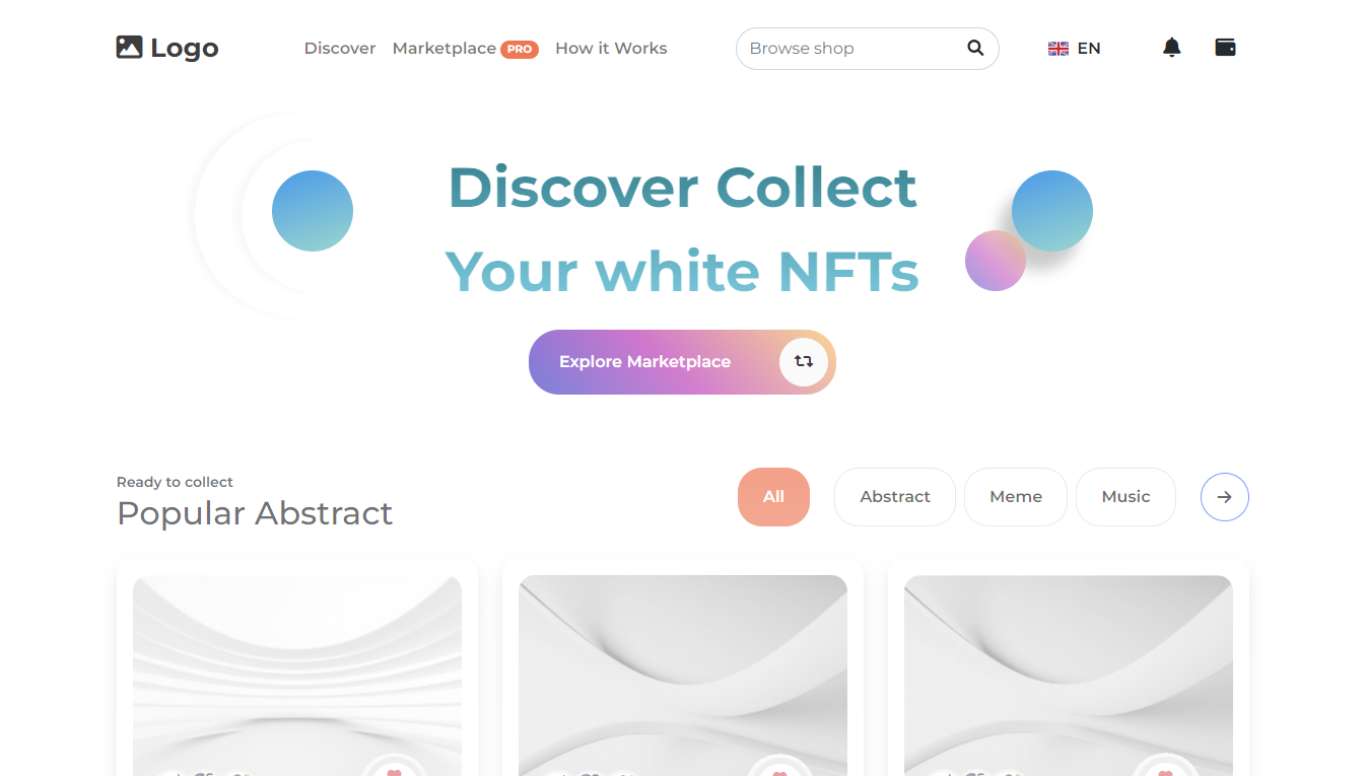 Logo
Discover Marketplace PRO How it Works
Browse shop
EN
Discover Collect
Your white NFTs
Explore Marketplace
Ready to collect
Popular Abstract
All
Abstract
Meme
Music